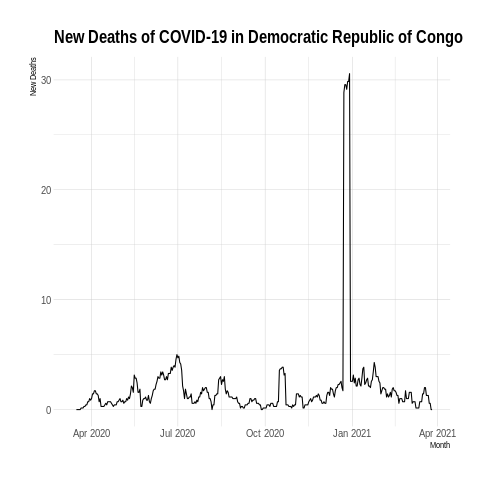 New Deaths of COVID-19 in Democratic Republic of Congo
New Deaths
30
20
10
0
Apr 2020 Jul 2020 Oct 2020 Jan 2021 Apr 2021
Month